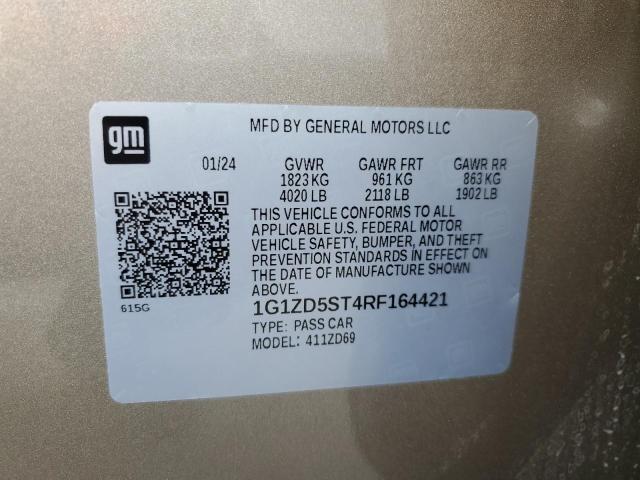 gm
MFD BY GENERAL MOTORS LLC
01/24 GVWR GAWR FRT GAWR RR
1823 KG 961 KG 863 KG
4020 LB 2118 LB 1902 LB
THIS VEHICLE CONFORMS TO ALL
APPLICABLE U.S. FEDERAL MOTOR
VEHICLE SAFETY, BUMPER, AND THEFT
PREVENTION STANDARDS IN EFFECT ON
THE DATE OF MANUFACTURE SHOWN
ABOVE.
615G
1G1ZD5ST4RF164421
TYPE: PASS CAR
MODEL: 411ZD69